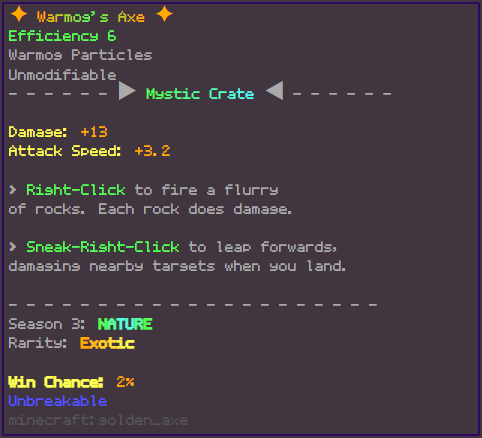 ✦ Warmog's Axe ✦
Efficiency 6
Warmog Particles
Unmodifiable
- - - - - - ▶ Mystic Crate ◀ - - - - - -
Damage: +13
Attack Speed: +3.2
> Right-Click to fire a flurry
of rocks. Each rock does damage.
> Sneak-Right-Click to leap forwards,
damaging nearby targets when you land.
- - - - - - - - - - - - - - - - - - - - -
Season 3: NATURE
Rarity: Exotic
Win Chance: 2%
Unbreakable
minecraft:golden_axe